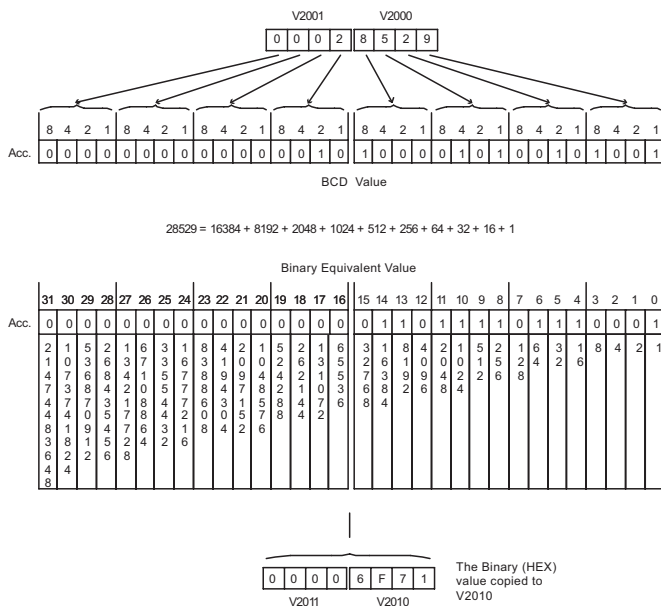 V2001 V2000
0 0 0 2 8 5 2 9
8 4 2 1 8 4 2 1 8 4 2 1 8 4 2 1 8 4 2 1 8 4 2 1 8 4 2 1 8 4 2 1
Acc. 0 0 0 0 0 0 0 0 0 0 0 0 0 0 1 0 1 0 0 0 0 1 0 1 0 0 1 0 1 0 0 1
BCD Value
28529 = 16384 + 8192 + 2048 + 1024 + 512 + 256 + 64 + 32 + 16 + 1
Binary Equivalent Value
31 30 29 28 27 26 25 24 23 22 21 20 19 18 17 16 15 14 13 12 11 10 9 8 7 6 5 4 3 2 1 0
Acc. 0 0 0 0 0 0 0 0 0 0 0 0 0 0 0 0 0 1 1 0 1 1 1 1 0 1 1 1 0 0 0 1
2147483648 1073741824 536870912 268435456 134217728 67108864 33554432 16777216 8388608 4194304 2097152 1048576 524288 262144 131072 65536 32768 16384 8192 4096 2048 1024 512 256 128 64 32 16 8 4 2 1
0 0 0 0 6 F 7 1
V2011 V2010
The Binary (HEX)
value copied to
V2010